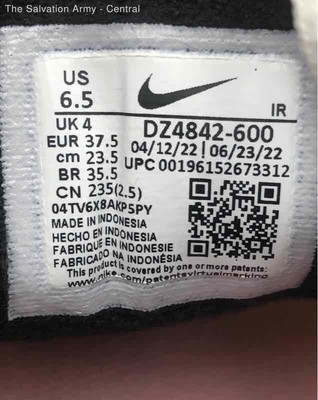 The Salvation Army - Central
US
6.5
IR
UK 4
DZ4842-600
EUR 37.5
04/12/22 | 06/23/22
cm 23.5
UPC 00196152673312
BR 35.5
CN 235(2.5)
04TV6X8AKP5PY
MADE IN INDONESIA
HECHO EN INDONESIA
FABRIQUE EN INDONESIE
FABRICADO NA INDONÉSIA
This product is covered by one or more patents:
www.nike.com/patentsvirtualmarking